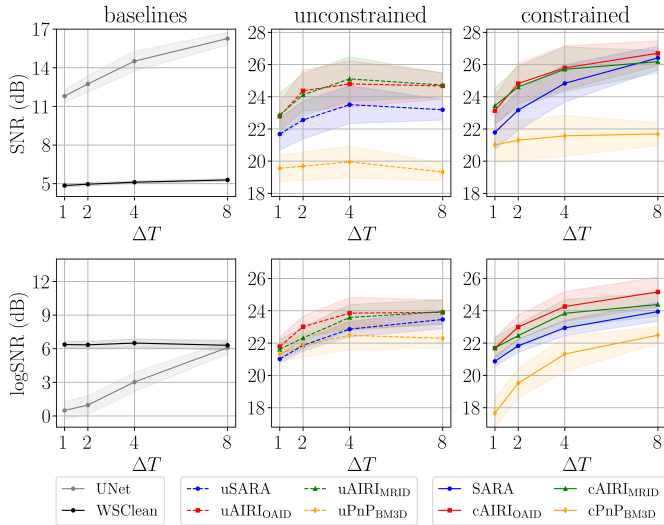 baselines
unconstrained
constrained
SNR (dB)
17
14
11
8
5
28
26
24
22
20
18
28
26
24
22
20
18
1 2 4 8
1 2 4 8
1 2 4 8
ΔT
ΔT
ΔT
logSNR (dB)
12
9
6
3
0
26
24
22
20
18
26
24
22
20
18
1 2 4 8
1 2 4 8
1 2 4 8
ΔT
ΔT
ΔT
UNet
WSClean
uSARA
uAIRI_OAID
uAIRI_MRID
uPnP_BM3D
SARA
cAIRI_OAID
cAIRI_MRID
cPnP_BM3D